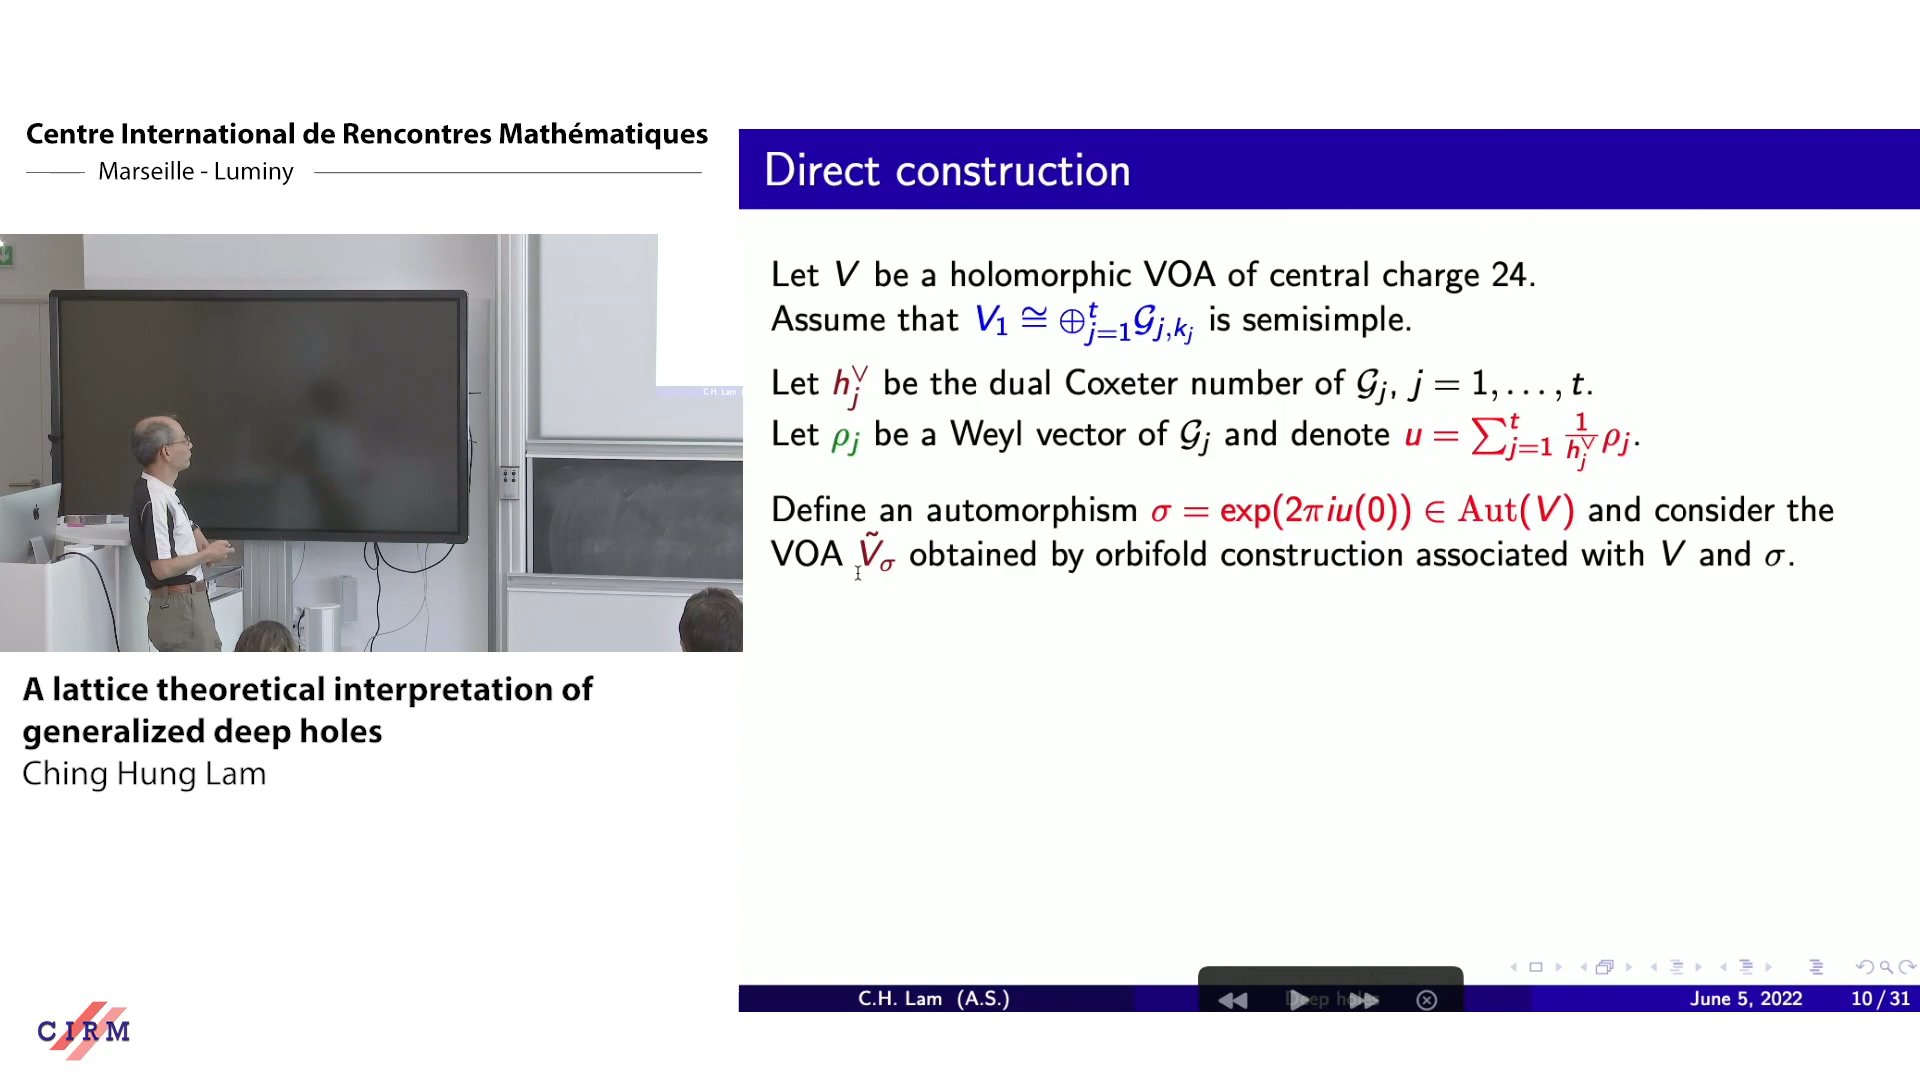 Centre International de Rencontres Mathématiques
Marseille - Luminy
Direct construction
Let V be a holomorphic VOA of central charge 24.
Assume that V₁ ≅ ⊕ᵗⱼ₌₁𝒢ⱼ,ₖⱼ is semisimple.
Let hⱼ^∨ be the dual Coxeter number of 𝒢ⱼ, j = 1, . . . , t.
Let ρⱼ be a Weyl vector of 𝒢ⱼ and denote u = ∑ᵗⱼ₌₁ 1/hⱼ^∨ ρⱼ.
Define an automorphism σ = exp(2πiu(0)) ∈ Aut(V) and consider the
VOA Ṽσ obtained by orbifold construction associated with V and σ.
C.H. Lam
A lattice theoretical interpretation of
generalized deep holes
Ching Hung Lam
C.H. Lam (A.S.)
Deep holes
June 5, 2022
10 / 31
CIRM